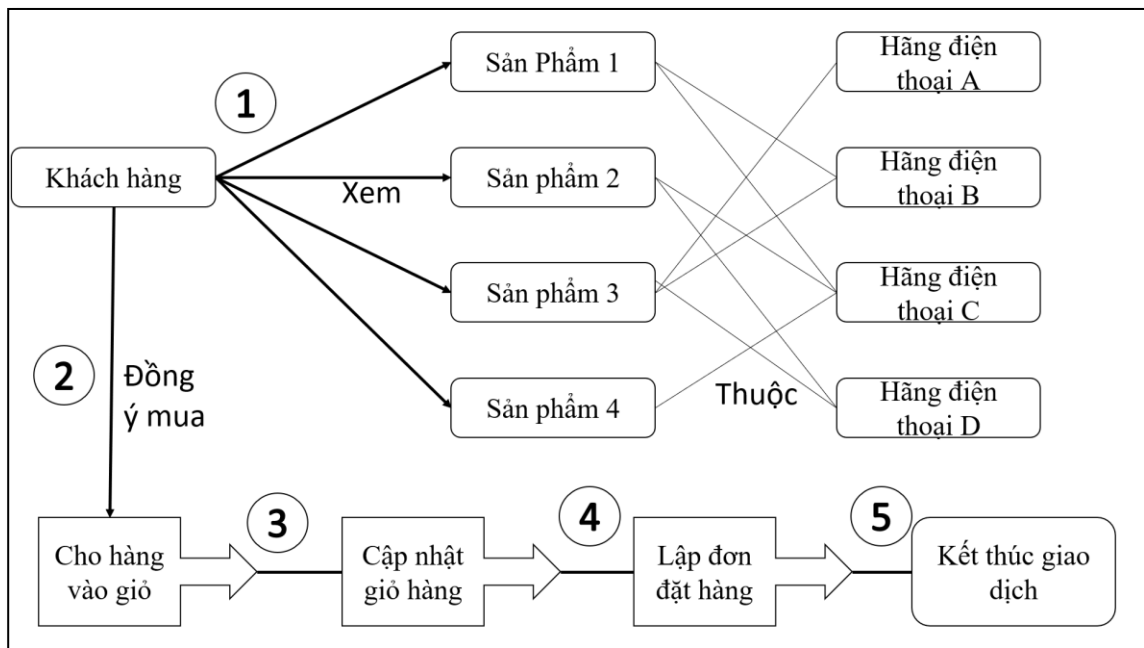 1
Sản Phẩm 1
Hãng điện
thoại A
Khách hàng
Xem
Sản phẩm 2
Hãng điện
thoại B
Sản phẩm 3
Hãng điện
thoại C
2
Đồng
ý mua
Sản phẩm 4
Thuộc
Hãng điện
thoại D
3
4
5
Cho hàng
vào giỏ
Cập nhật
giỏ hàng
Lập đơn
đặt hàng
Kết thúc giao
dịch